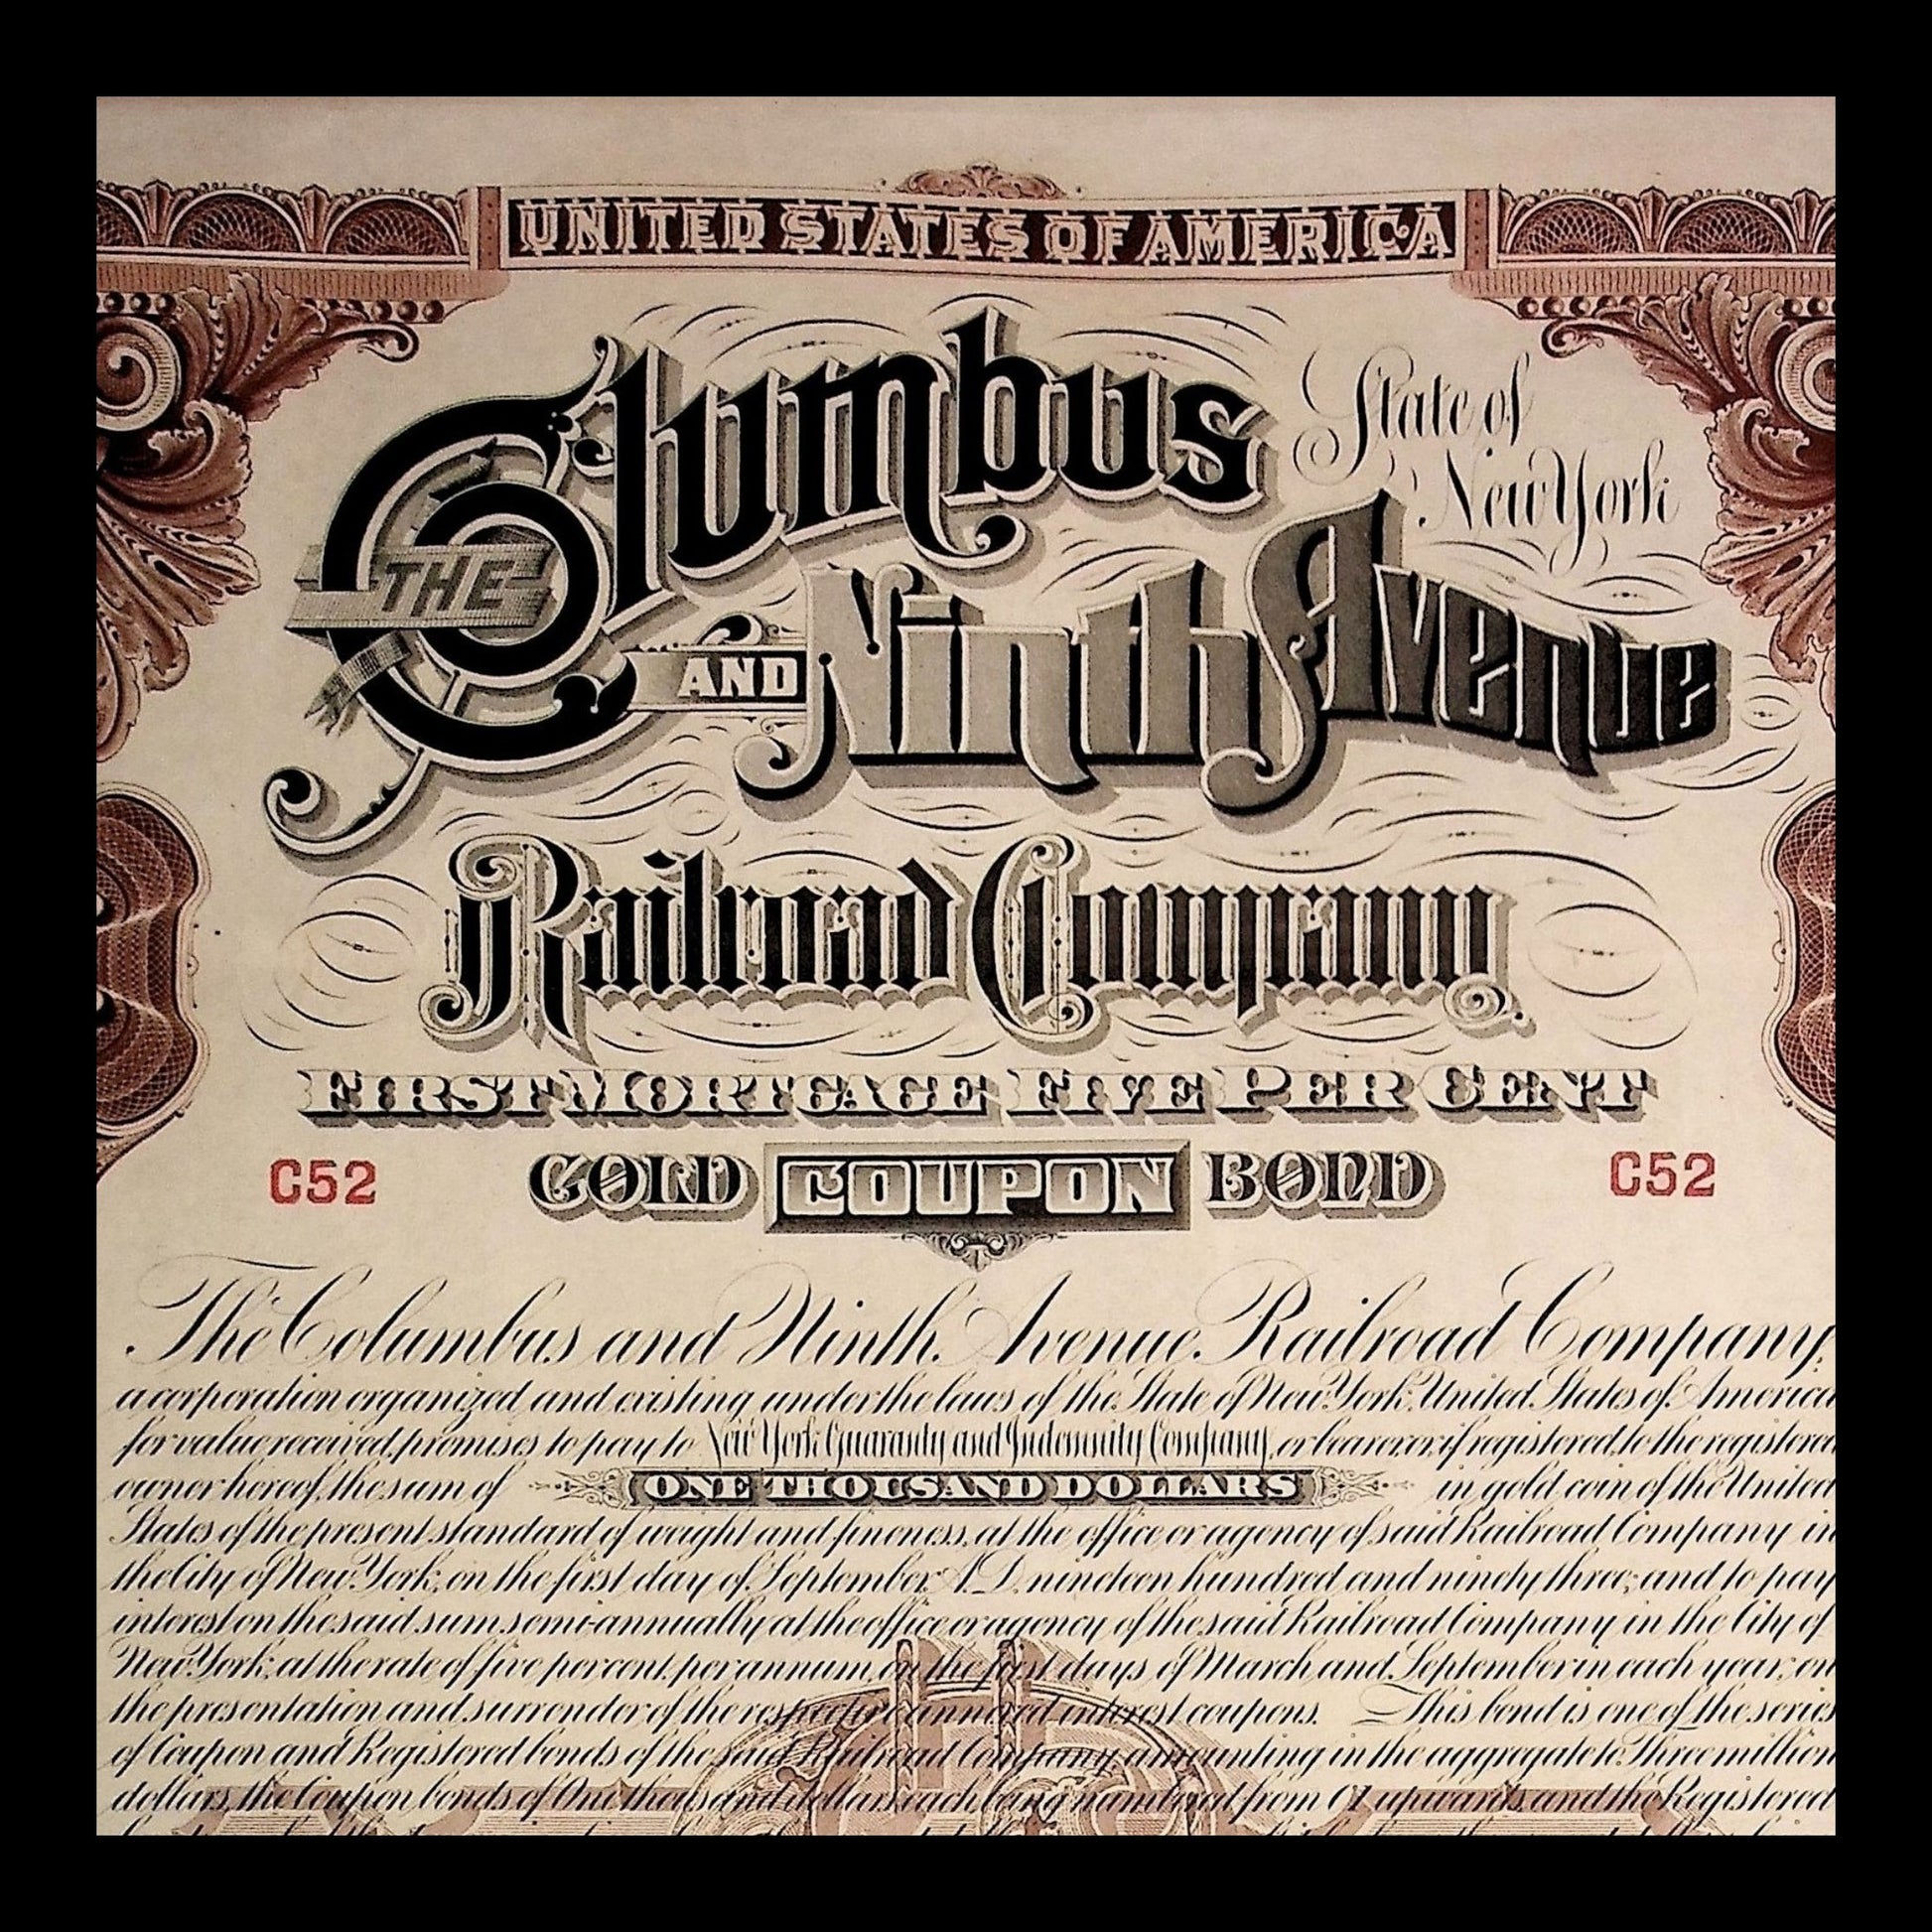 UNITED STATES OF AMERICA
THE Columbus
State of
New York
AND Ninth Avenue
Railroad Company
FIRST MORTGAGE FIVE PER CENT
C52 GOLD COUPON BOND C52
The Columbus and Ninth Avenue Railroad Company,
a corporation organized and existing under the laws of the State of New York, United States of America
for value received, promises to pay to New York Guaranty and Indemnity Company, or bearer, or, if registered, to the registered
owner hereof, the sum of ONE THOUSAND DOLLARS in gold coin of the United
States of the present standard of weight and fineness, at the office or agency of said Railroad Company in
the City of New York, on the first day of September A.D. nineteen hundred and ninety three; and to pay
interest on the said sum semi-annually at the office or agency of the said Railroad Company in the City of
New York, at the rate of five per cent. per annum, on the first days of March and September in each year, on
the presentation and surrender of the respective annexed interest coupons. This bond is one of the series
of Coupon and Registered bonds of the said Railroad Company, amounting in the aggregate to Three million
dollars, the Coupon bonds of One thousand dollars each being numbered from C1 upwards and the Registered